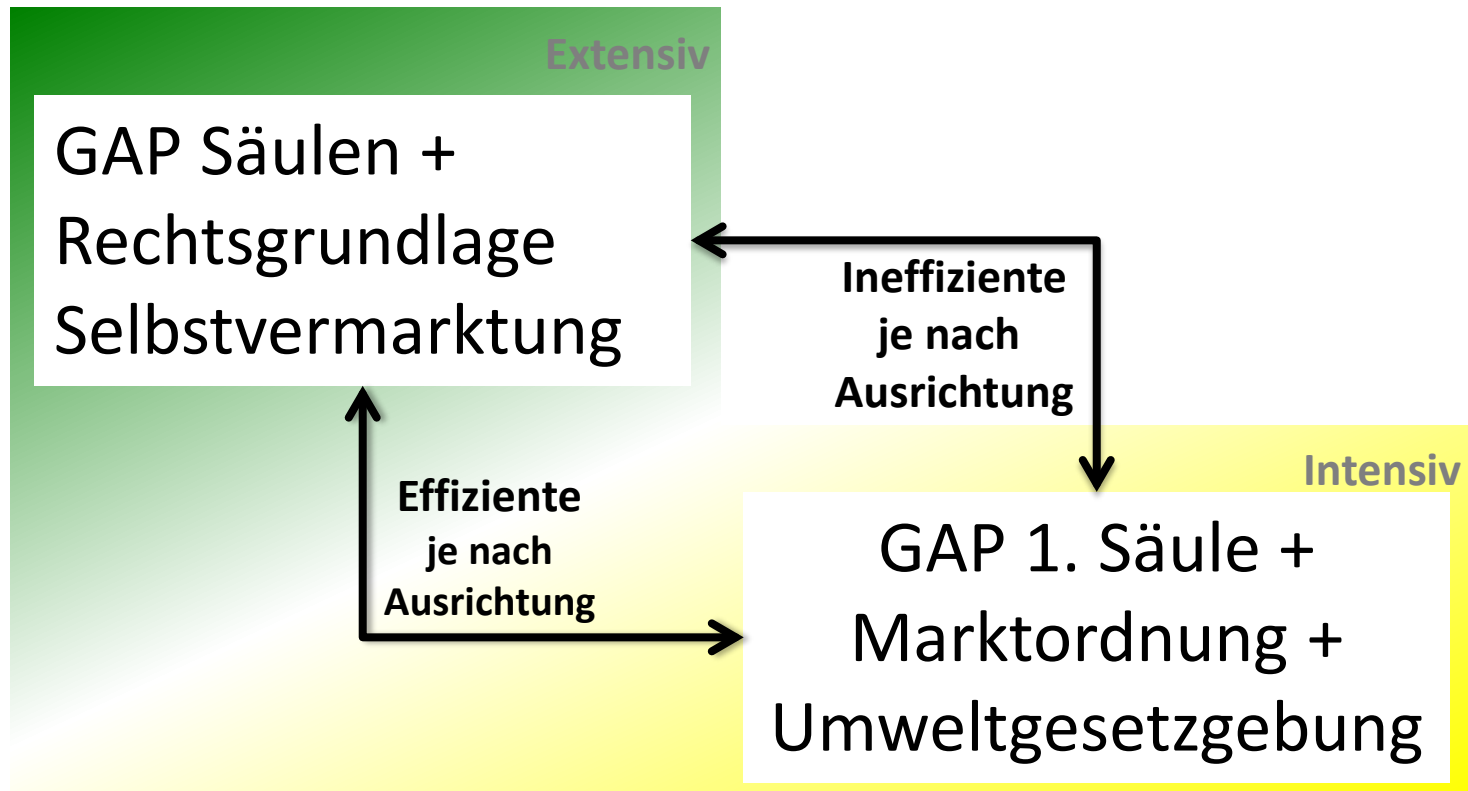 Extensiv
GAP Säulen +
Rechtsgrundlage
Selbstvermarktung
Ineffiziente
je nach
Ausrichtung
Effiziente
je nach
Ausrichtung
Intensiv
GAP 1. Säule +
Marktordnung +
Umweltgesetzgebung